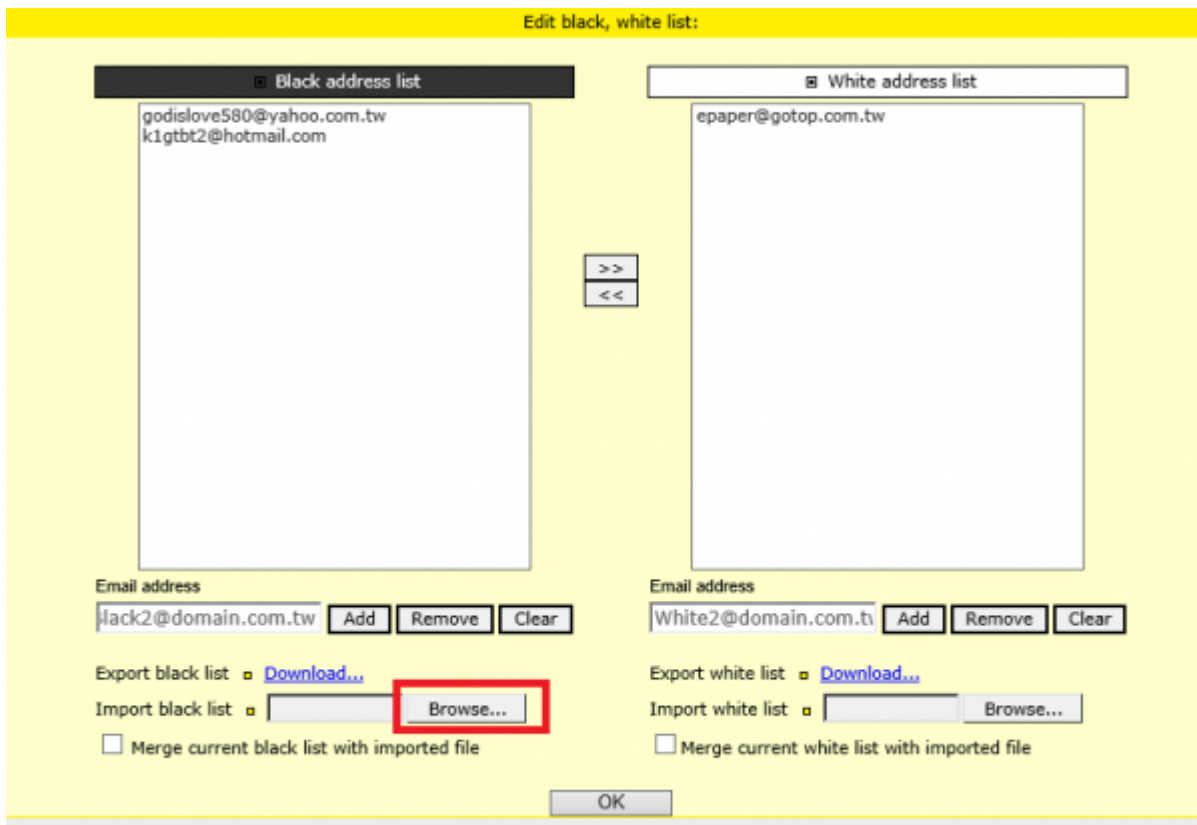 Edit black, white list:
Black address list
godislove580@yahoo.com.tw
k1gtbt2@hotmail.com
>>
<<
White address list
epaper@gotop.com.tw
Email address
lack2@domain.com.tw Add Remove Clear
Export black list Download...
Import black list Browse...
Merge current black list with imported file
Email address
White2@domain.com.tw Add Remove Clear
Export white list Download...
Import white list Browse...
Merge current white list with imported file
OK